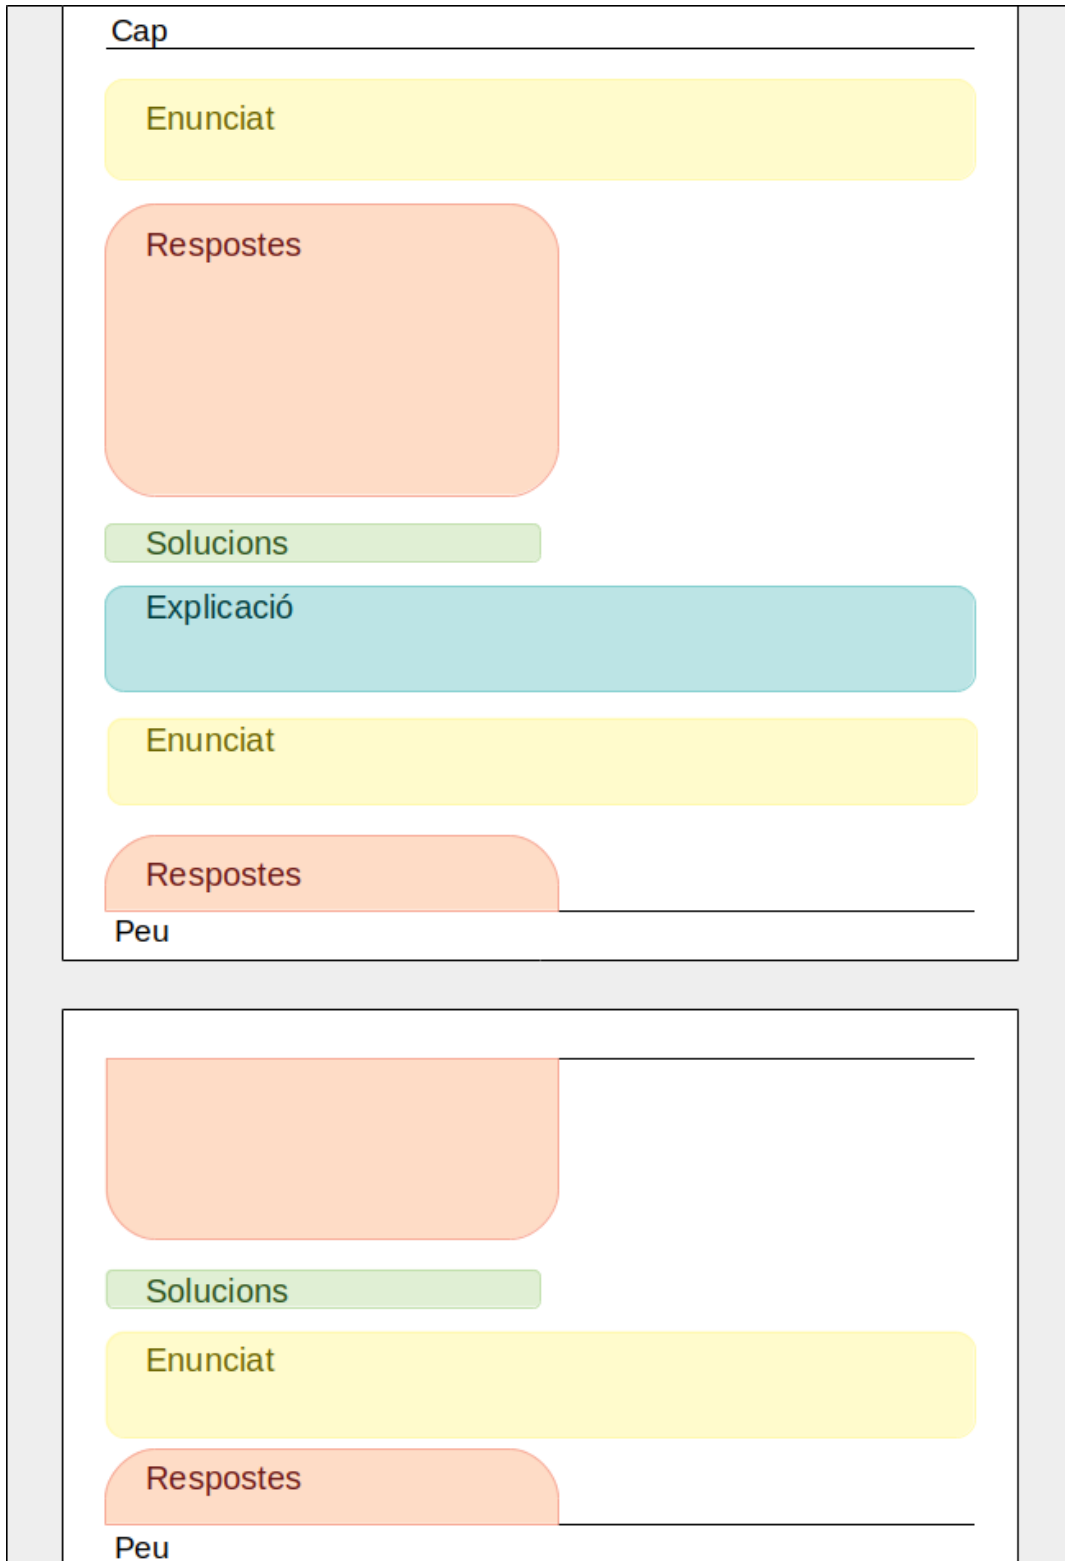 Cap
Enunciat
Respostes
Solucions
Explicació
Enunciat
Respostes
Peu
Solucions
Enunciat
Respostes
Peu